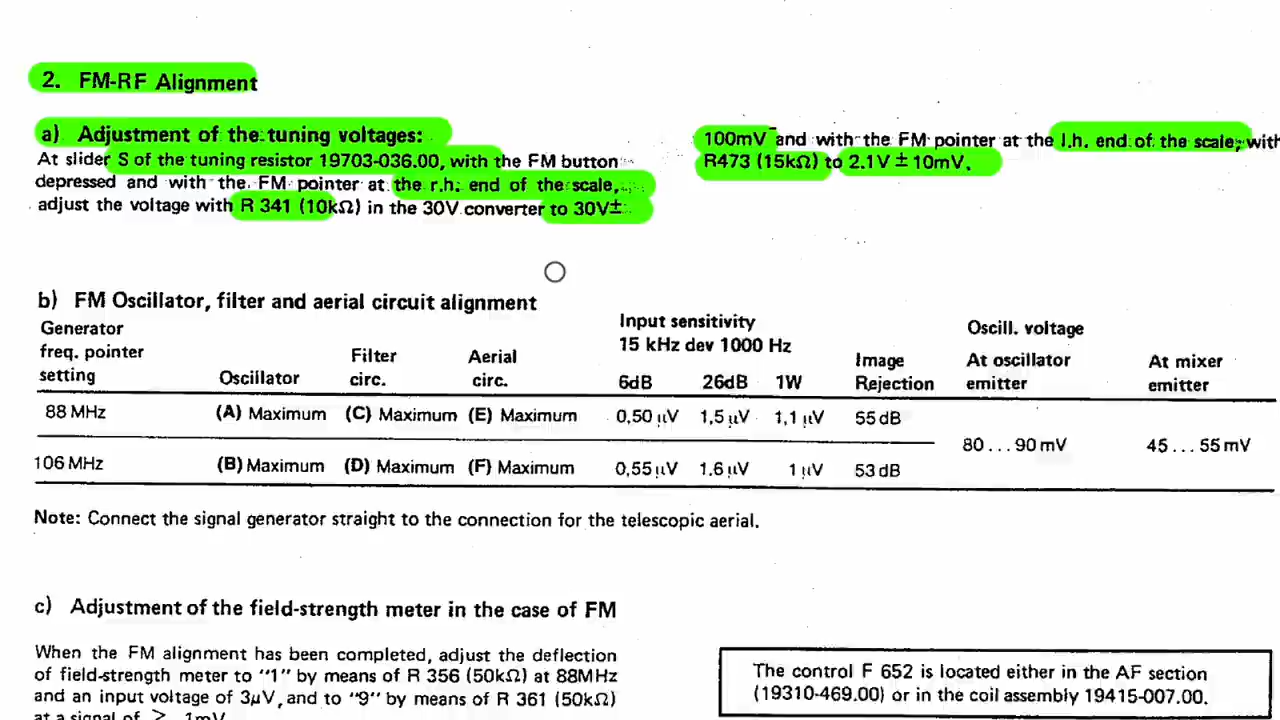 2. FM-RF Alignment
a) Adjustment of the tuning voltages:
At slider S of the tuning resistor 19703-036.00, with the FM button
depressed and with the FM pointer at the r.h. end of the scale,
adjust the voltage with R 341 (10kΩ) in the 30V converter to 30V±
100mV and with the FM pointer at the l.h. end of the scale, with
R473 (15kΩ) to 2.1V ± 10mV.
b) FM Oscillator, filter and aerial circuit alignment
Generator
freq. pointer
setting
Oscillator
Filter
circ.
Aerial
circ.
Input sensitivity
15 kHz dev 1000 Hz
6dB 26dB 1W
Image
Rejection
Oscill. voltage
At oscillator
emitter
At mixer
emitter
88 MHz (A) Maximum (C) Maximum (E) Maximum 0,50 µV 1,5 µV 1,1 µV 55 dB
80...90 mV 45...55 mV
106 MHz (B) Maximum (D) Maximum (F) Maximum 0,55 µV 1.6 µV 1 µV 53 dB
Note: Connect the signal generator straight to the connection for the telescopic aerial.
c) Adjustment of the field-strength meter in the case of FM
When the FM alignment has been completed, adjust the deflection
of field-strength meter to "1" by means of R 356 (50kΩ) at 88MHz
and an input voltage of 3µV, and to "9" by means of R 361 (50kΩ)
at a signal of ≥ 1mV
The control F 652 is located either in the AF section
(19310-469.00) or in the coil assembly 19415-007.00.